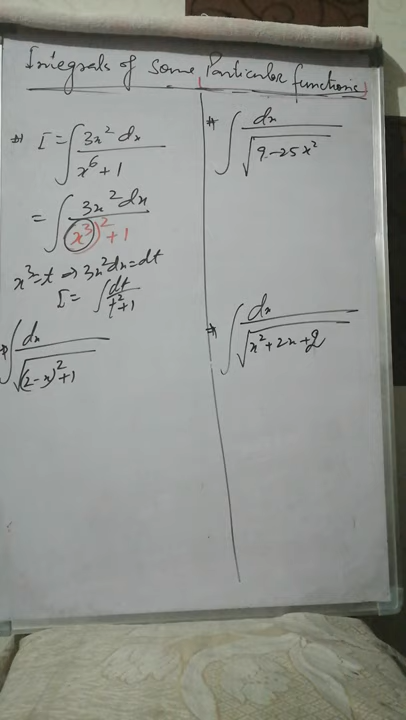 Integrals of some Particular functions
⇒ I = ∫ 3x² dx / x⁶ + 1
= ∫ 3x² dx / (x³)² + 1
x³ = t ⇒ 3x² dx = dt
I = ∫ dt / t² + 1
⇒ ∫ dx / √(2-x)² + 1
⇒ ∫ dx / √9 - 25x²
⇒ ∫ dx / √x² + 2x + 2